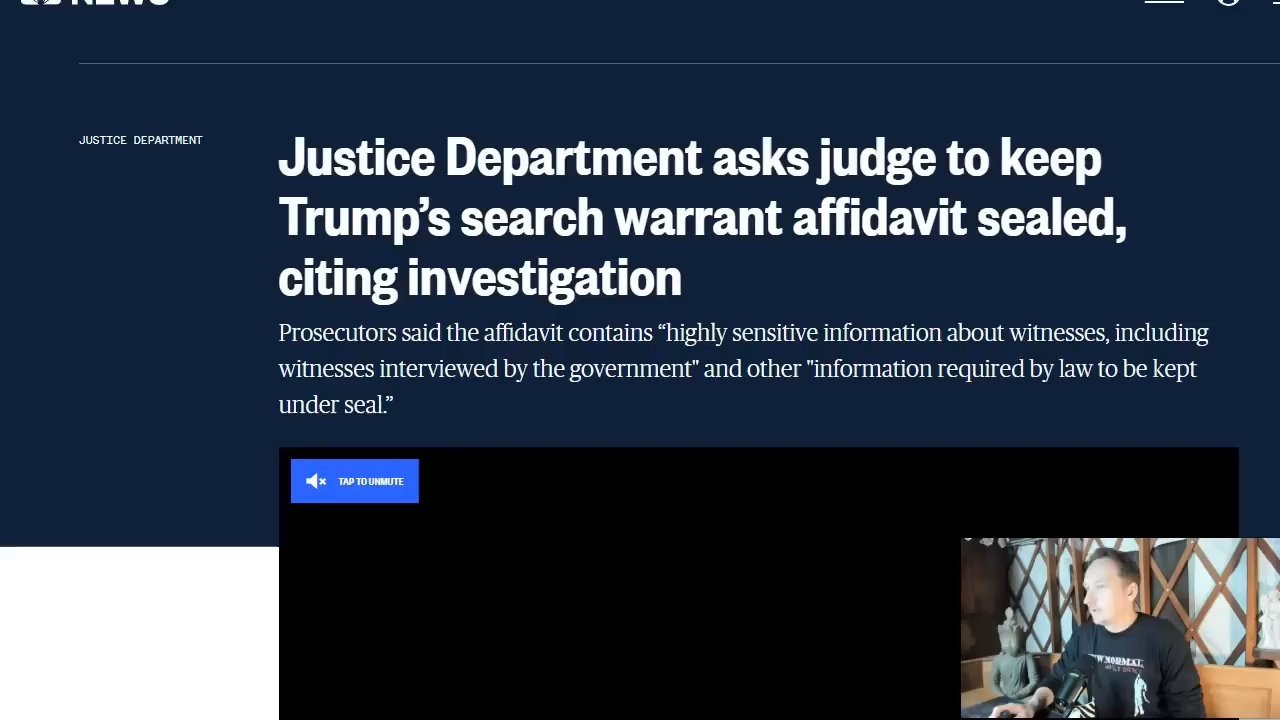 NEWS
JUSTICE DEPARTMENT
Justice Department asks judge to keep
Trump’s search warrant affidavit sealed,
citing investigation
Prosecutors said the affidavit contains “highly sensitive information about witnesses, including
witnesses interviewed by the government" and other "information required by law to be kept
under seal.”
TAP TO UNMUTE
NORMAL